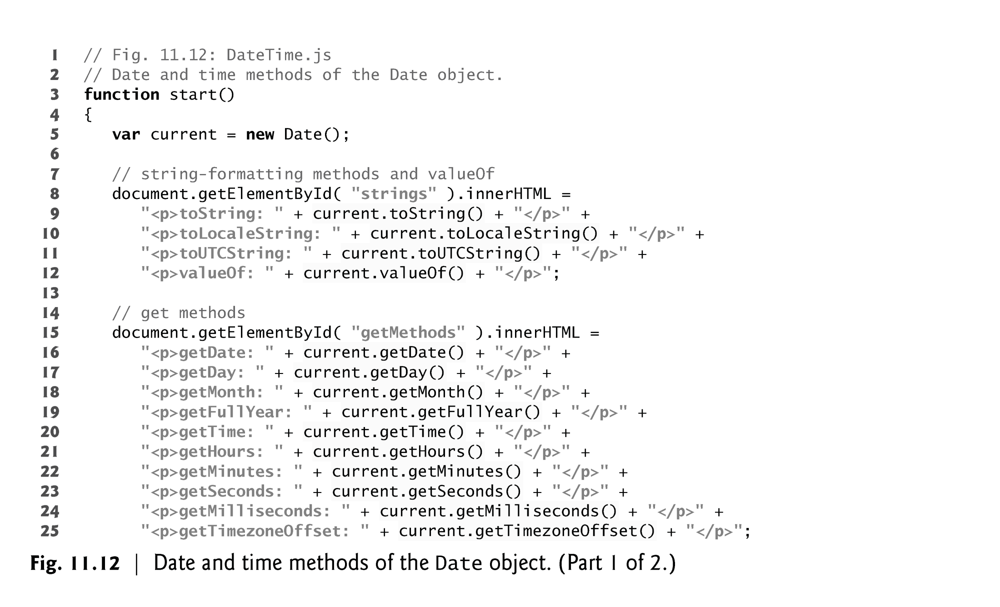 1 // Fig. 11.12: DateTime.js
2 // Date and time methods of the Date object.
3 function start()
4 {
5 var current = new Date();
6
7 // string-formatting methods and valueOf
8 document.getElementById( "strings" ).innerHTML =
9 "<p>toString: " + current.toString() + "</p>" +
10 "<p>toLocaleString: " + current.toLocaleString() + "</p>" +
11 "<p>toUTCString: " + current.toUTCString() + "</p>" +
12 "<p>valueOf: " + current.valueOf() + "</p>";
13
14 // get methods
15 document.getElementById( "getMethods" ).innerHTML =
16 "<p>getDate: " + current.getDate() + "</p>" +
17 "<p>getDay: " + current.getDay() + "</p>" +
18 "<p>getMonth: " + current.getMonth() + "</p>" +
19 "<p>getFullYear: " + current.getFullYear() + "</p>" +
20 "<p>getTime: " + current.getTime() + "</p>" +
21 "<p>getHours: " + current.getHours() + "</p>" +
22 "<p>getMinutes: " + current.getMinutes() + "</p>" +
23 "<p>getSeconds: " + current.getSeconds() + "</p>" +
24 "<p>getMilliseconds: " + current.getMilliseconds() + "</p>" +
25 "<p>getTimezoneOffset: " + current.getTimezoneOffset() + "</p>";
Fig. 11.12 | Date and time methods of the Date object. (Part 1 of 2.)